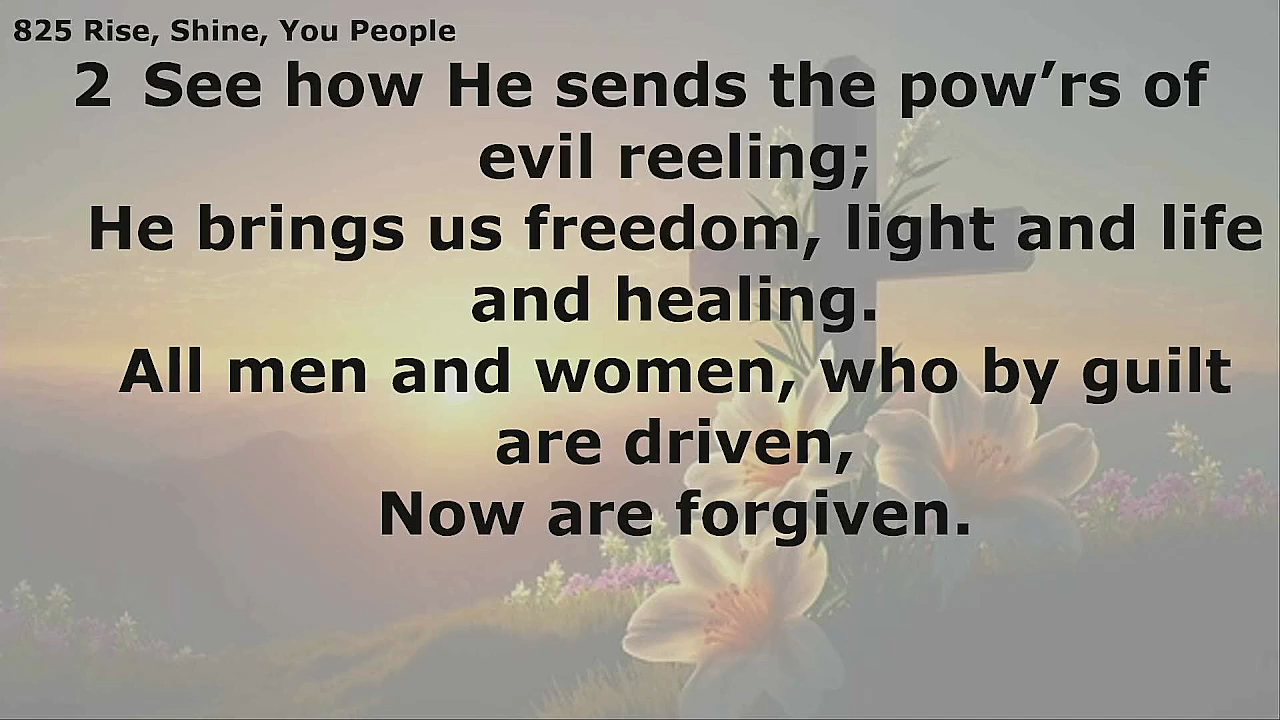 825 Rise, Shine, You People
2 See how He sends the pow’rs of
evil reeling;
He brings us freedom, light and life
and healing.
All men and women, who by guilt
are driven,
Now are forgiven.